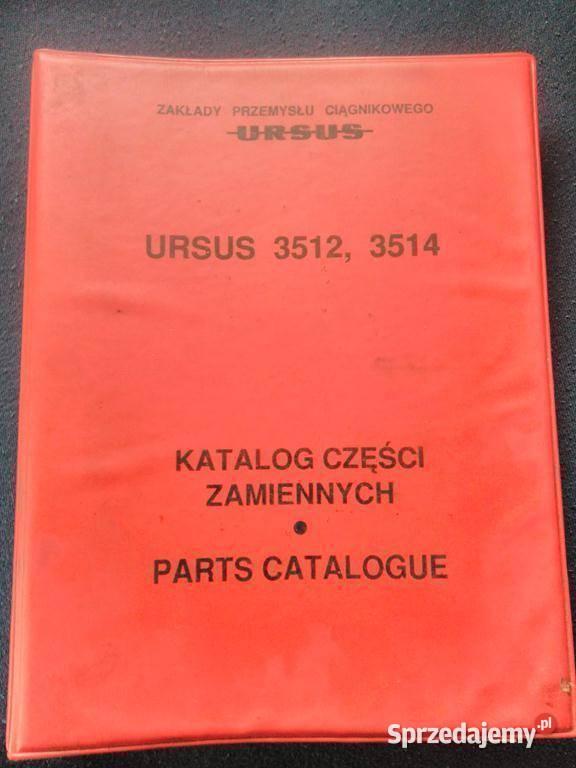 ZAKŁADY PRZEMYSŁU CIĄGNIKOWEGO
URSUS
URSUS 3512, 3514
KATALOG CZĘŚCI
ZAMIENNYCH
•
PARTS CATALOGUE
Sprzedajemy.pl